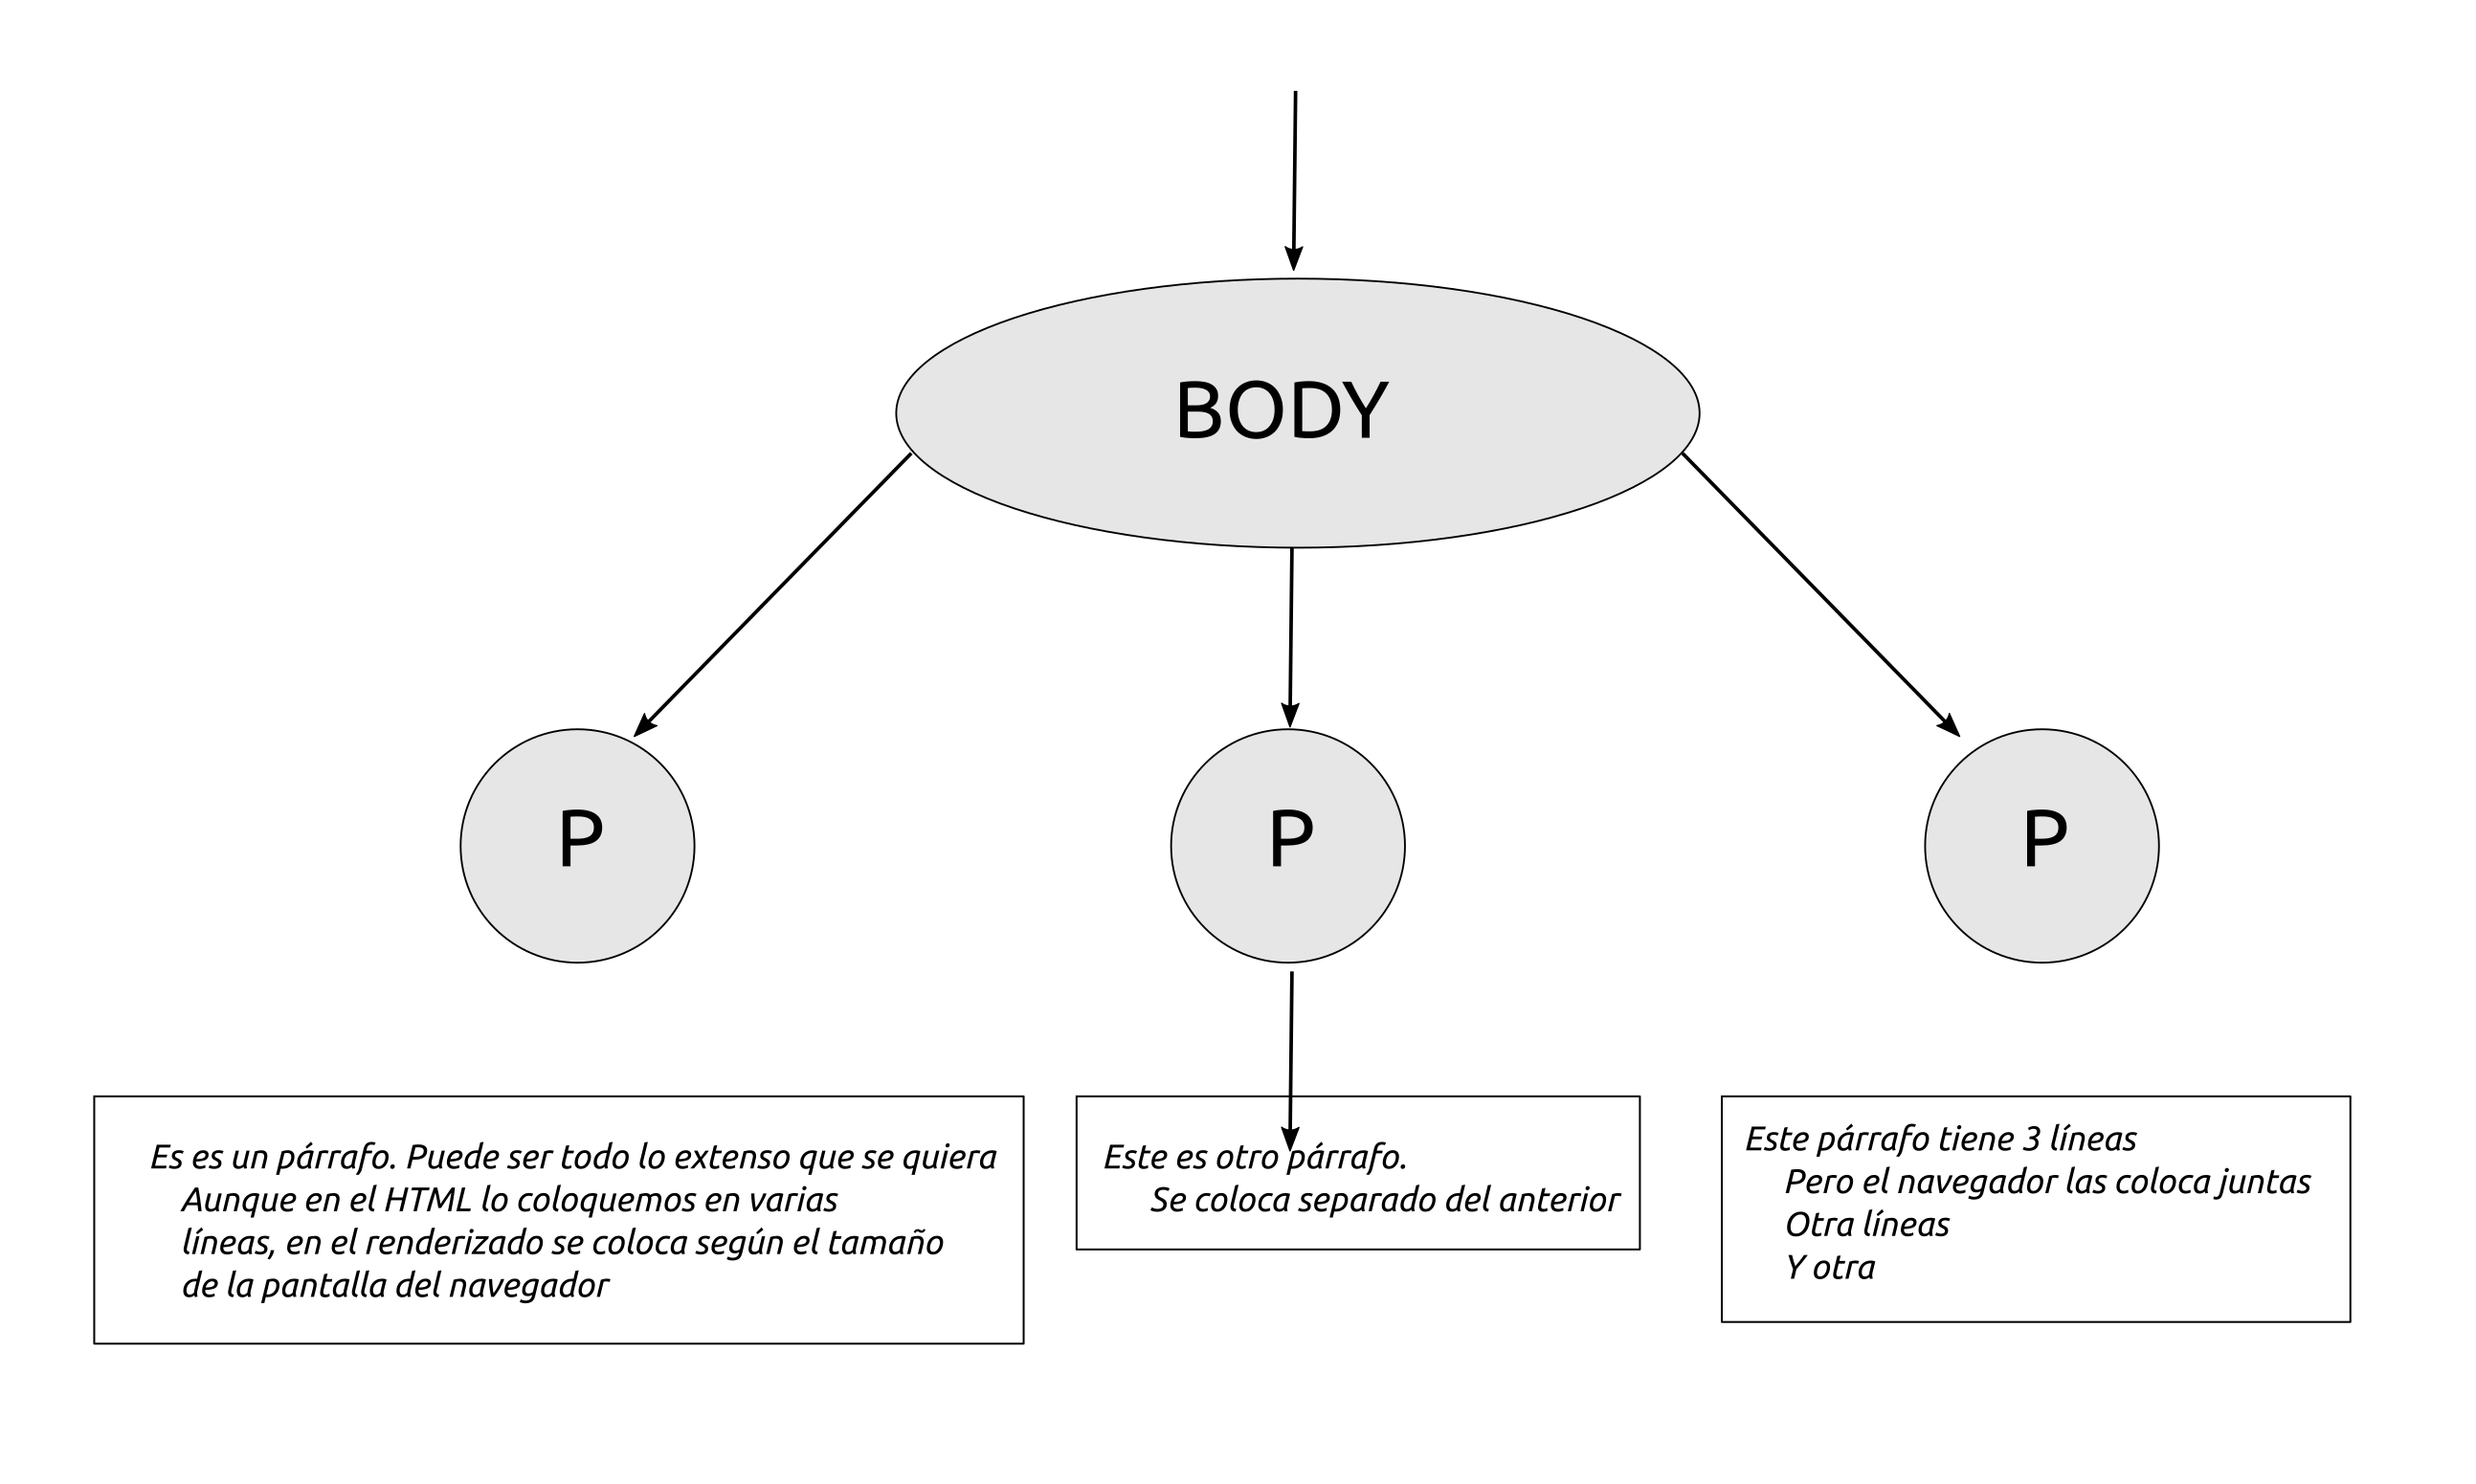 BODY
P
P
P
Es es un párrafo. Puede ser todo lo extenso que se quiera
Aunque en el HTML lo coloquemos en varias
líneas, en el renderizado se coloca según el tamaño
de la pantalla del navegador
Este es otro párrafo.
Se coloca separado del anterior
Este párrafo tiene 3 líneas
Pero el navegador las coloca juntas
Otra líneas
Y otra